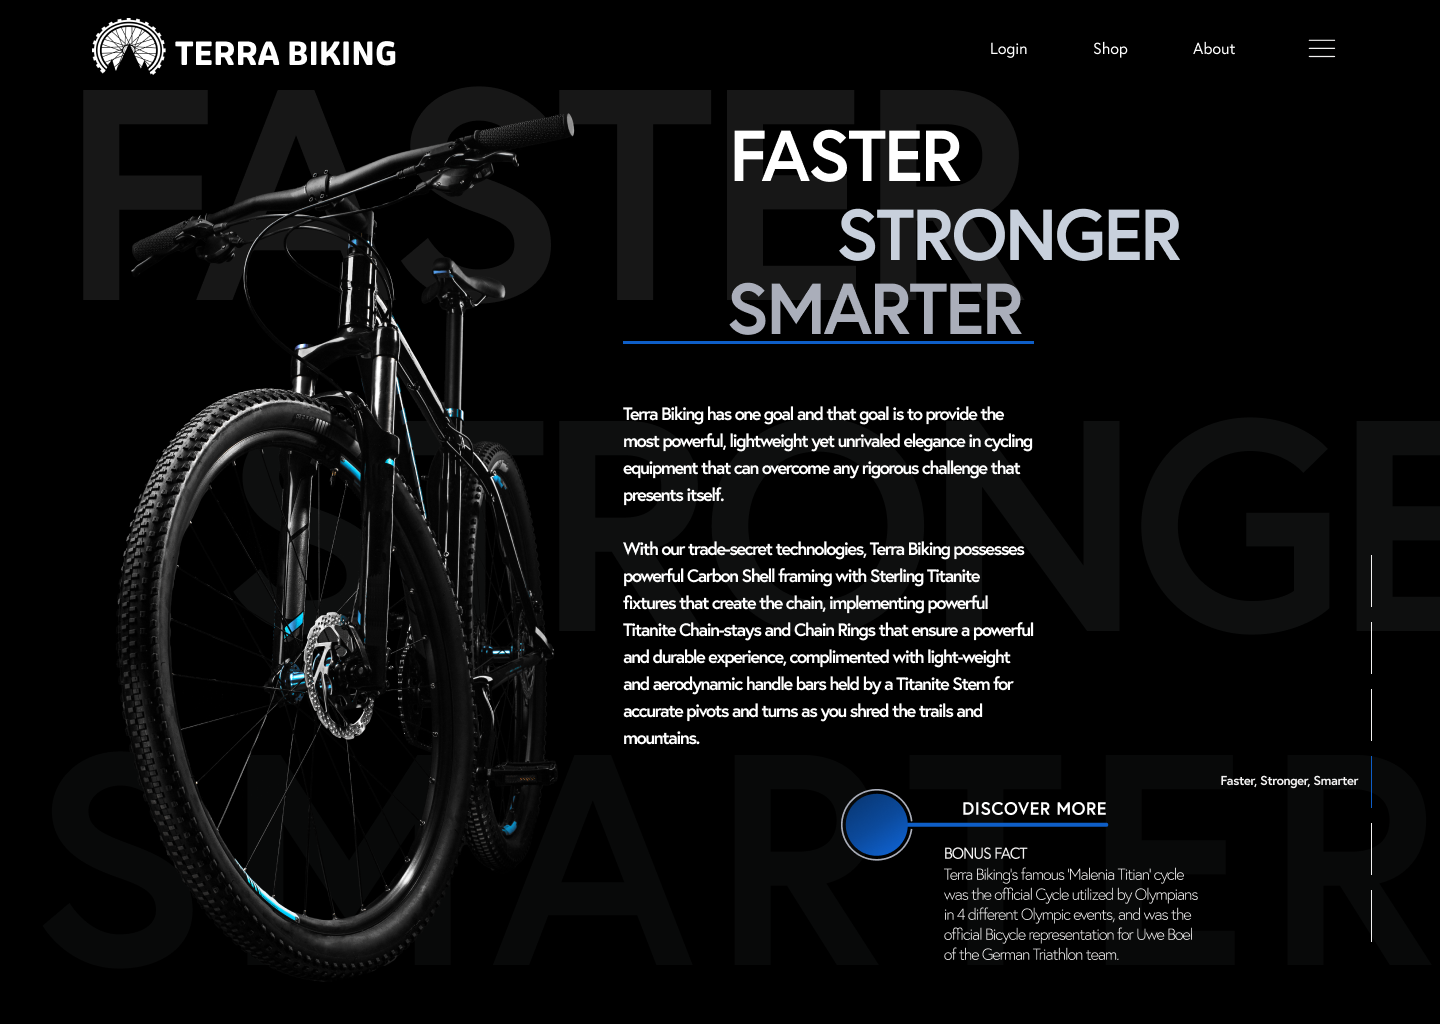 TERRA BIKING
Login
Shop
About
FASTER
FASTER
STRONGER
SMARTER
STRONGE
Terra Biking has one goal and that goal is to provide the
most powerful, lightweight yet unrivaled elegance in cycling
equipment that can overcome any rigorous challenge that
presents itself.
With our trade-secret technologies, Terra Biking possesses
powerful Carbon Shell framing with Sterling Titanite
fixtures that create the chain, implementing powerful
Titanite Chain-stays and Chain Rings that ensure a powerful
and durable experience, complimented with light-weight
and aerodynamic handle bars held by a Titanite Stem for
accurate pivots and turns as you shred the trails and
mountains.
SMARTER
Faster, Stronger, Smarter
DISCOVER MORE
BONUS FACT
Terra Biking's famous 'Malenia Titian' cycle
was the official Cycle utilized by Olympians
in 4 different Olympic events, and was the
official Bicycle representation for Uwe Boel
of the German Triathlon team.